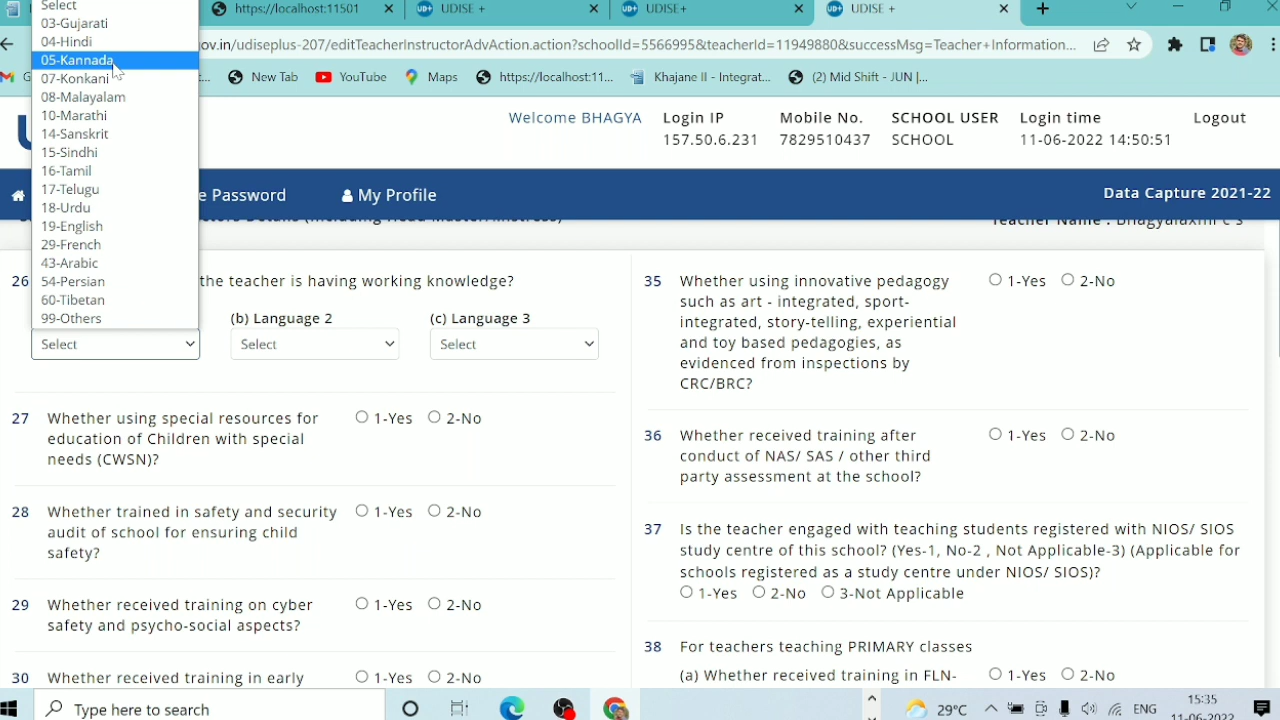 Select
https://localhost:11501
UDISE +
UDISE+
UDISE +
03-Gujarati
04-Hindi
05-Kannada
07-Konkani
08-Malayalam
10-Marathi
14-Sanskrit
15-Sindhi
16-Tamil
17-Telugu
18-Urdu
19-English
29-French
43-Arabic
54-Persian
60-Tibetan
99-Others
ov.in/udiseplus-207/editTeacherInstructorAdvAction.action?schoolId=5566995&teacherId=11949880&successMsg=Teacher+Information...
New Tab
YouTube
Maps
https://localhost:11...
Khajane II - Integrat...
(2) Mid Shift - JUN |...
Welcome BHAGYA
Login IP
157.50.6.231
Mobile No.
7829510437
SCHOOL USER
SCHOOL
Login time
11-06-2022 14:50:51
Logout
e Password
My Profile
Data Capture 2021-22
Teacher Name : Bhagyalaxmi C S
26
the teacher is having working knowledge?
(b) Language 2
(c) Language 3
Select
Select
Select
27 Whether using special resources for
education of Children with special
needs (CWSN)?
1-Yes 2-No
28 Whether trained in safety and security
audit of school for ensuring child
safety?
1-Yes 2-No
29 Whether received training on cyber
safety and psycho-social aspects?
1-Yes 2-No
30 Whether received training in early
1-Yes 2-No
35 Whether using innovative pedagogy
such as art - integrated, sport-
integrated, story-telling, experiential
and toy based pedagogies, as
evidenced from inspections by
CRC/BRC?
1-Yes 2-No
36 Whether received training after
conduct of NAS/ SAS / other third
party assessment at the school?
1-Yes 2-No
37 Is the teacher engaged with teaching students registered with NIOS/ SIOS
study centre of this school? (Yes-1, No-2 , Not Applicable-3) (Applicable for
schools registered as a study centre under NIOS/ SIOS)?
1-Yes 2-No 3-Not Applicable
38 For teachers teaching PRIMARY classes
(a) Whether received training in FLN-
1-Yes 2-No
Type here to search
29°C
ENG
15:35
11-06-2022